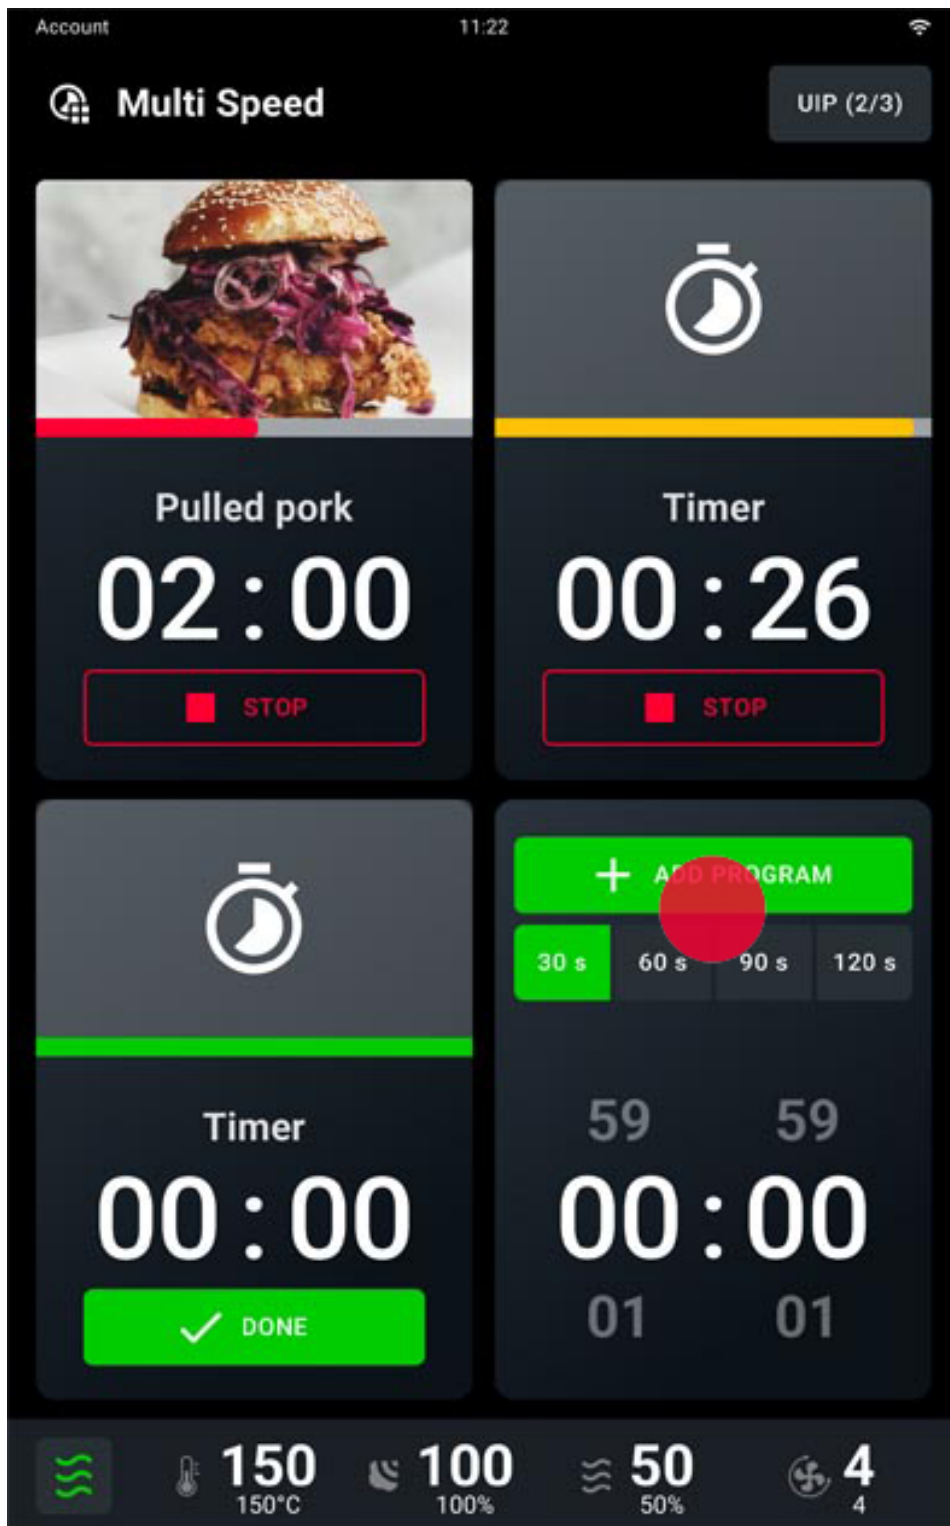 Account 11:22
Multi Speed UIP (2/3)
Pulled pork
02:00
STOP
Timer
00:26
STOP
Timer
00:00
DONE
ADD PROGRAM
30 s 60 s 90 s 120 s
59 59
00:00
01 01
150 100 50 4
150°C 100% 50% 4